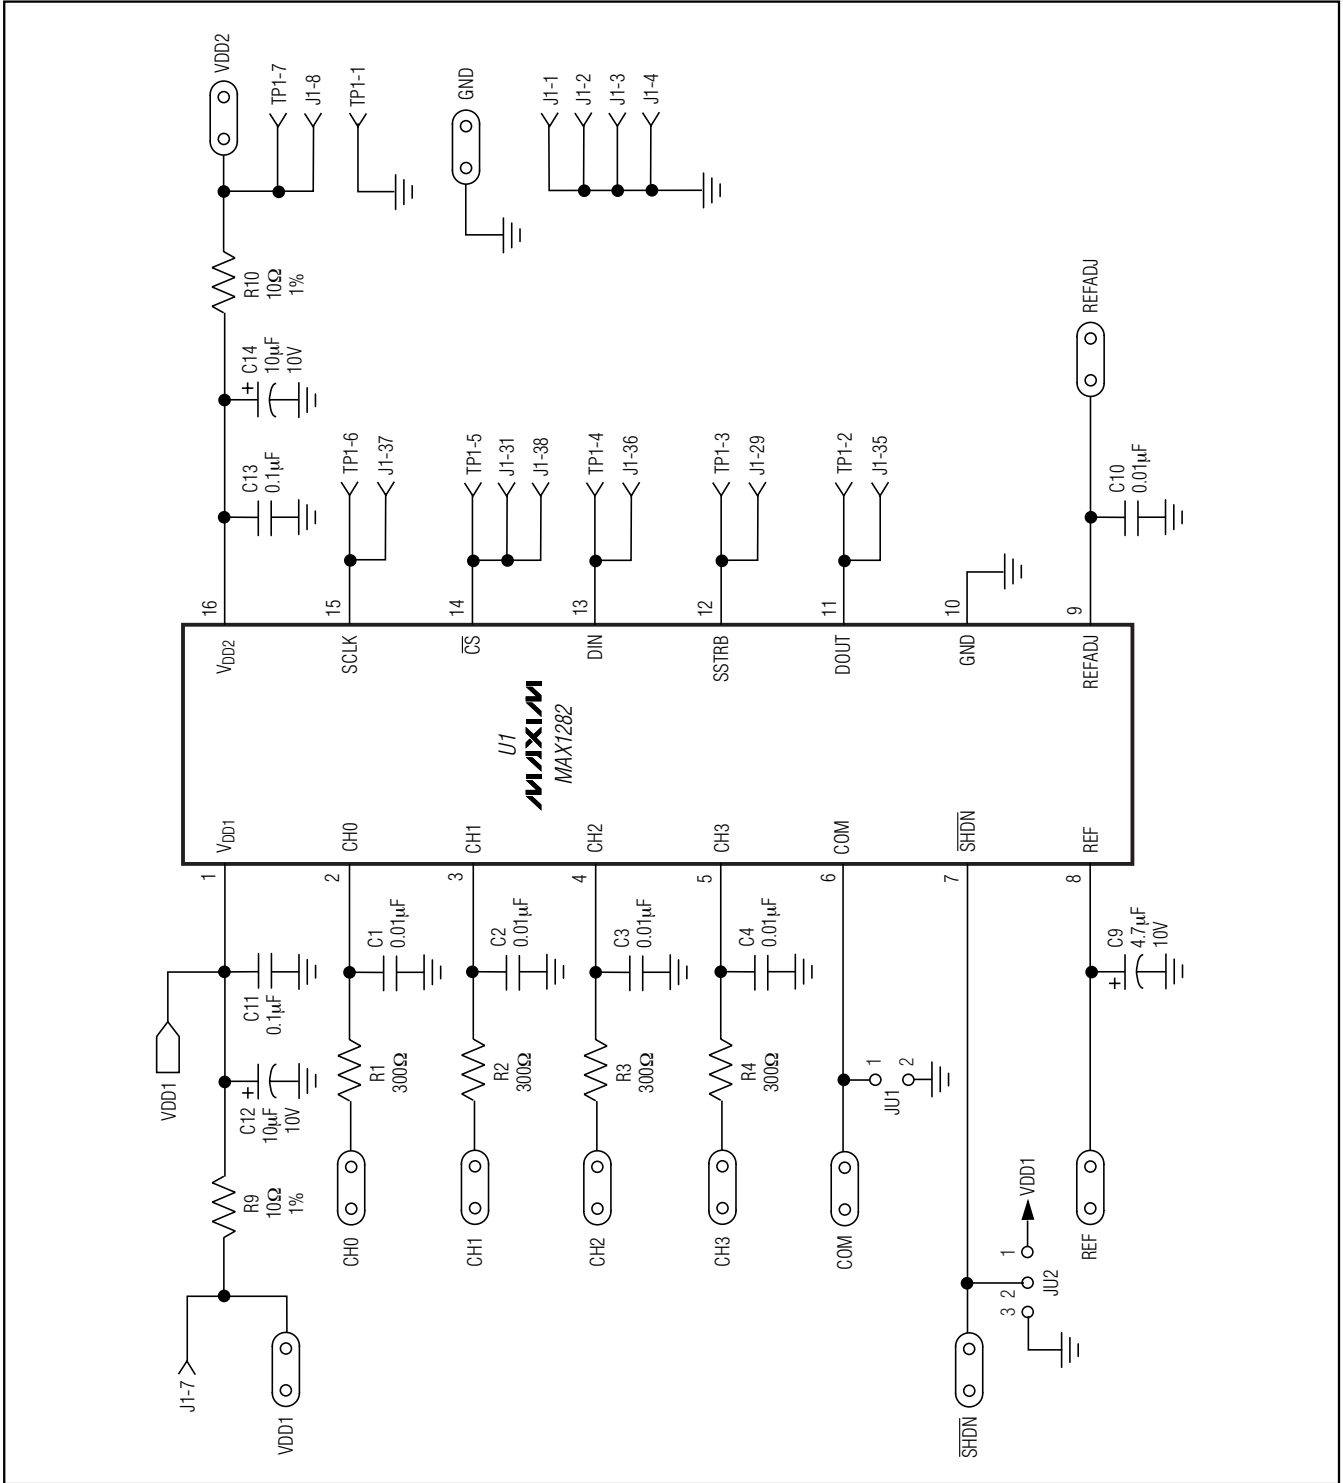 J1-7
VDD1
R9
10Ω
1%
C12
10µF
10V
+
VDD1
C11
0.1µF
1
VDD1
U1
MAXIM
MAX1282
VDD2
16
C13
0.1µF
C14
10µF
10V
+
R10
10Ω
1%
VDD2
TP1-7
J1-8
TP1-1
GND
J1-1
J1-2
J1-3
J1-4
CH0
R1
300Ω
C1
0.01µF
2
CH0
SCLK
15
TP1-6
J1-37
CH1
R2
300Ω
C2
0.01µF
3
CH1
CS
14
TP1-5
J1-31
J1-38
CH2
R3
300Ω
C3
0.01µF
4
CH2
DIN
13
TP1-4
J1-36
CH3
R4
300Ω
C4
0.01µF
5
CH3
SSTRB
12
TP1-3
J1-29
COM
JU1
1
2
6
COM
DOUT
11
TP1-2
J1-35
SHDN
3
2
1
JU2
VDD1
7
SHDN
GND
10
REF
+
C9
4.7µF
10V
8
REF
REFADJ
9
C10
0.01µF
REFADJ